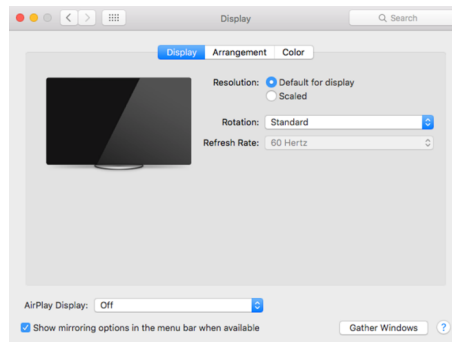 Display
Search
Display Arrangement Color
Resolution: Default for display
Scaled
Rotation: Standard
Refresh Rate: 60 Hertz
AirPlay Display: Off
Show mirroring options in the menu bar when available
Gather Windows ?